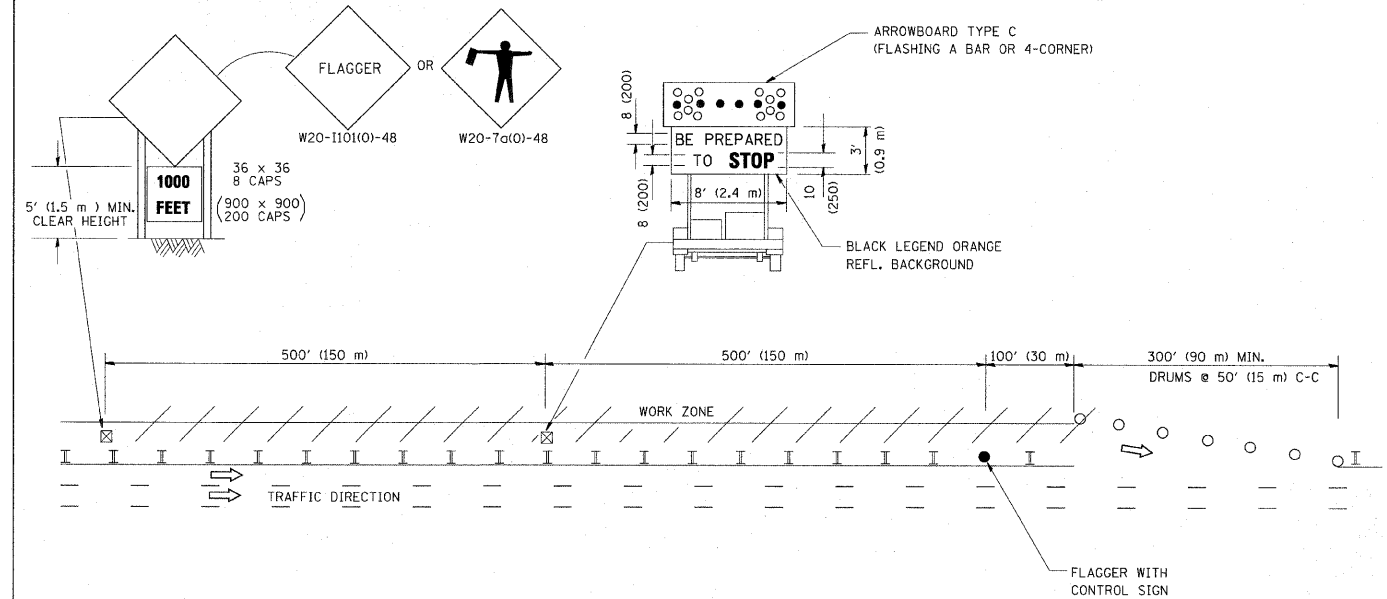 FLAGGER
OR
W20-I101(O)-48
W20-7a(O)-48
1000
FEET
36 x 36
8 CAPS
(900 x 900)
200 CAPS
5' (1.5 m ) MIN.
CLEAR HEIGHT
ARROWBOARD TYPE C
(FLASHING A BAR OR 4-CORNER)
8 (200)
8 (200)
BE PREPARED
TO STOP
3'
(0.9 m)
8' (2.4 m)
10
(250)
BLACK LEGEND ORANGE
REFL. BACKGROUND
500' (150 m)
500' (150 m)
100' (30 m)
300' (90 m) MIN.
DRUMS @ 50' (15 m) C-C
WORK ZONE
TRAFFIC DIRECTION
FLAGGER WITH
CONTROL SIGN